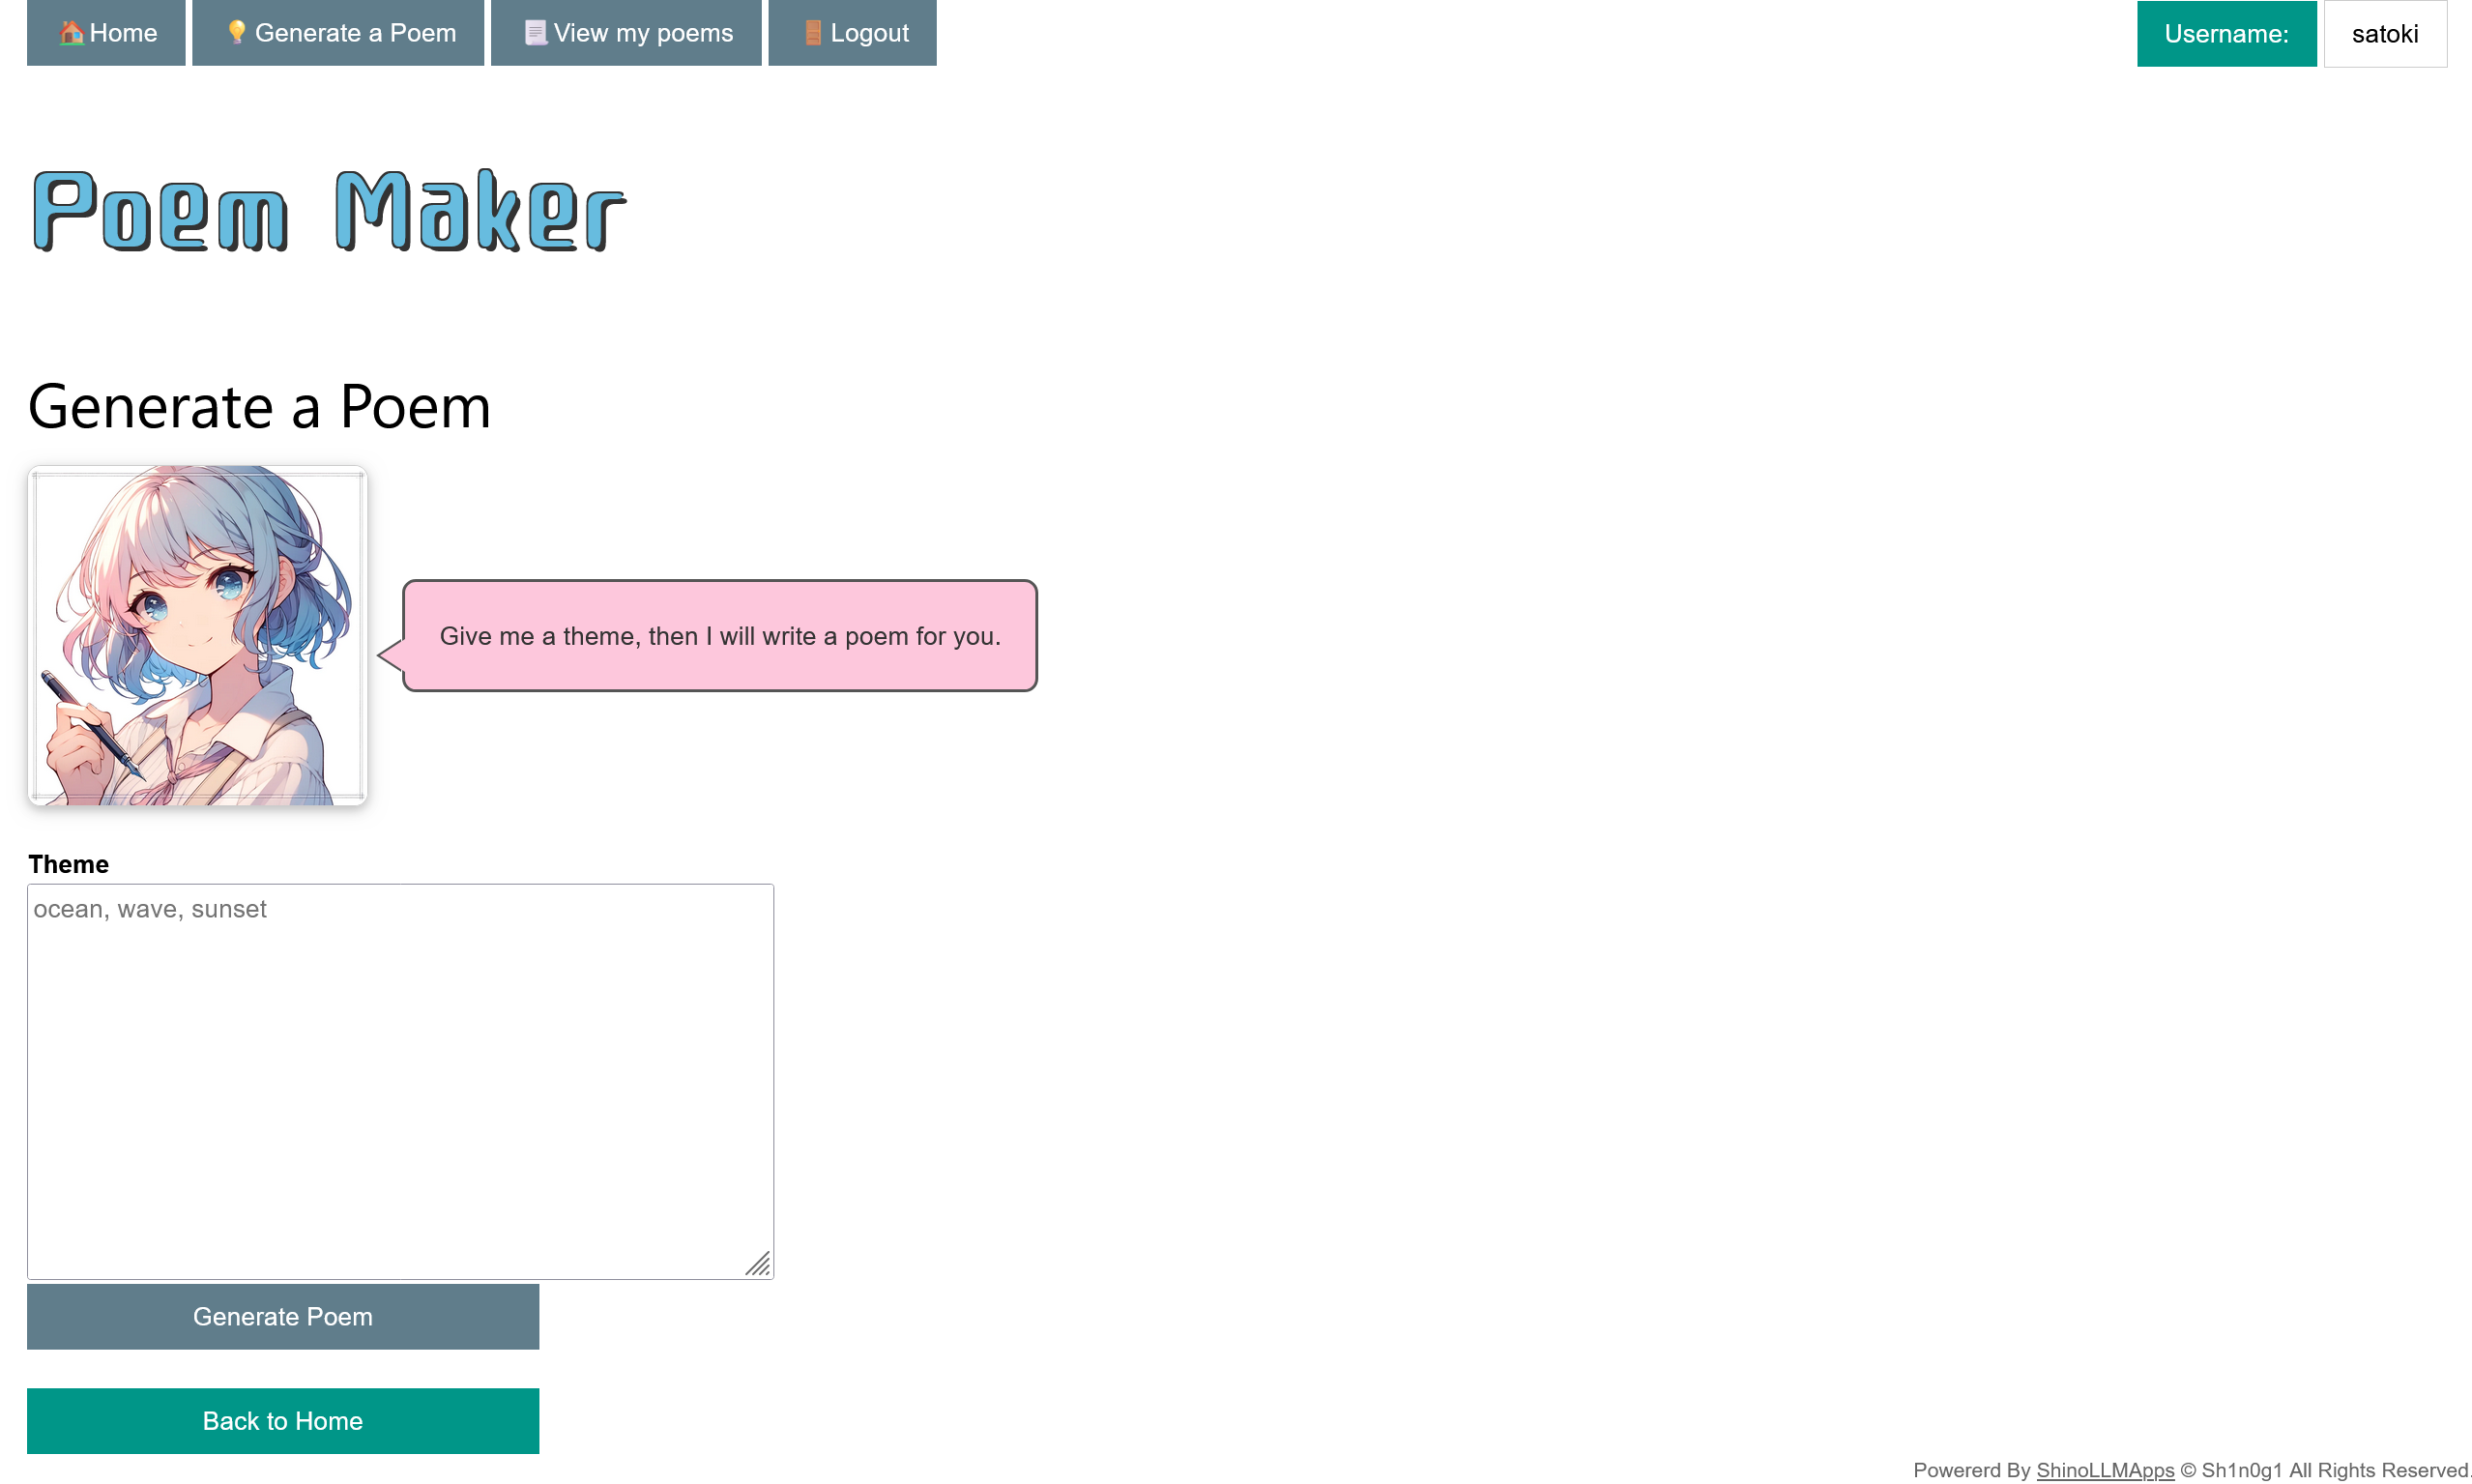 Home Generate a Poem View my poems Logout Username: satoki
Poem Maker
Generate a Poem
Give me a theme, then I will write a poem for you.
Theme
ocean, wave, sunset
Generate Poem
Back to Home
Powererd By ShinoLLMApps © Sh1n0g1 All Rights Reserved.